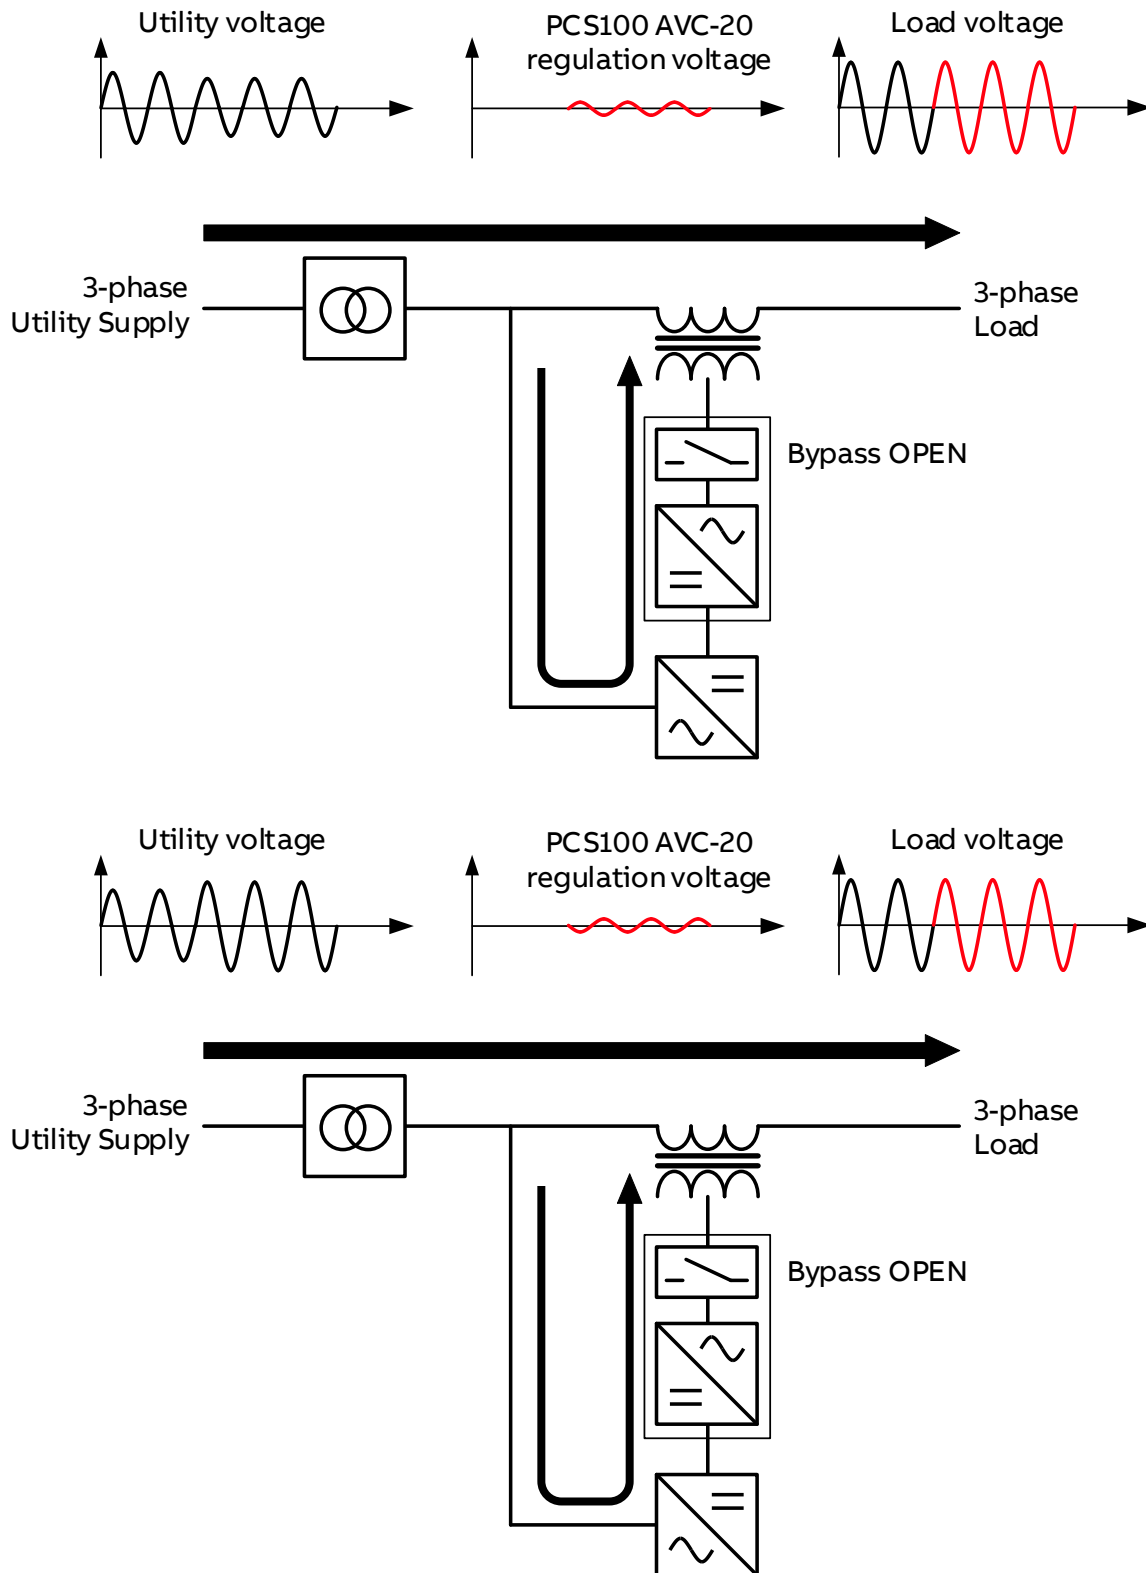 Utility voltage
PCS100 AVC-20
regulation voltage
Load voltage
3-phase
Utility Supply
3-phase
Load
Bypass OPEN
Utility voltage
PCS100 AVC-20
regulation voltage
Load voltage
3-phase
Utility Supply
3-phase
Load
Bypass OPEN